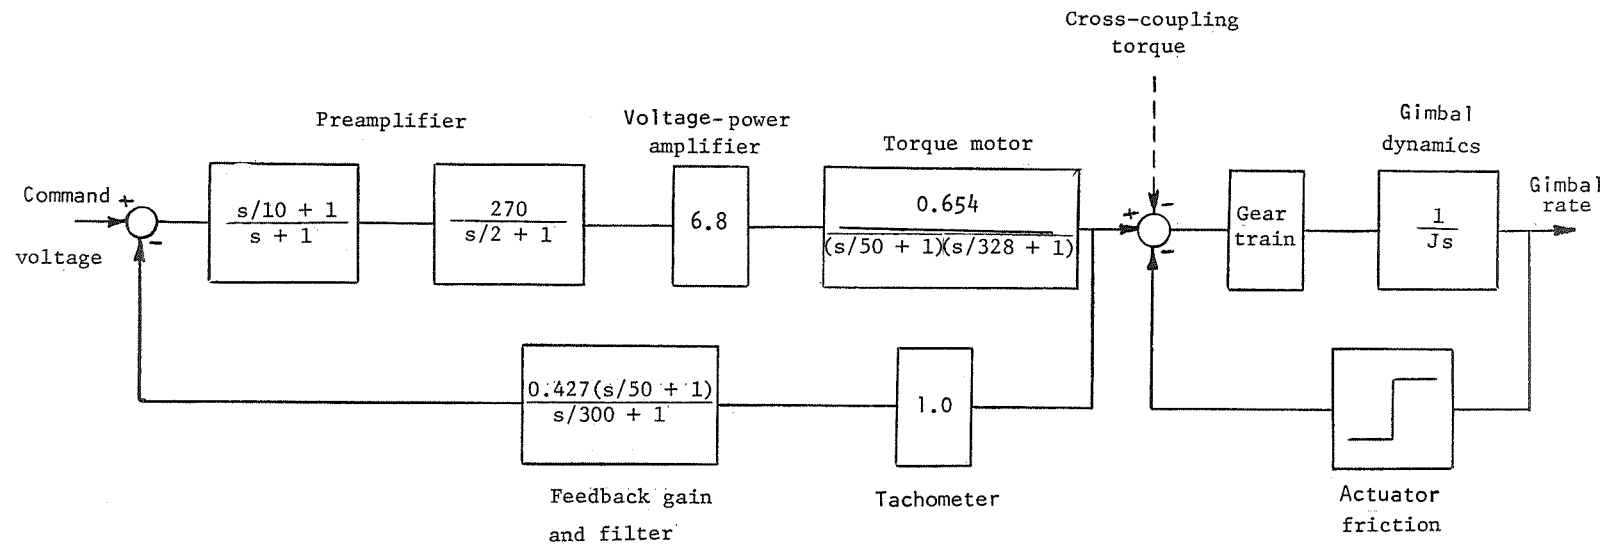 Cross-coupling
torque
Preamplifier
Voltage-power
amplifier
Torque motor
Gimbal
dynamics
Command
voltage
+
-
s/10 + 1
s + 1
270
s/2 + 1
6.8
0.654
(s/50 + 1)(s/328 + 1)
+
-
-
Gear
train
1
Js
Gimbal
rate
0.427(s/50 + 1)
s/300 + 1
1.0
Feedback gain
and filter
Tachometer
Actuator
friction